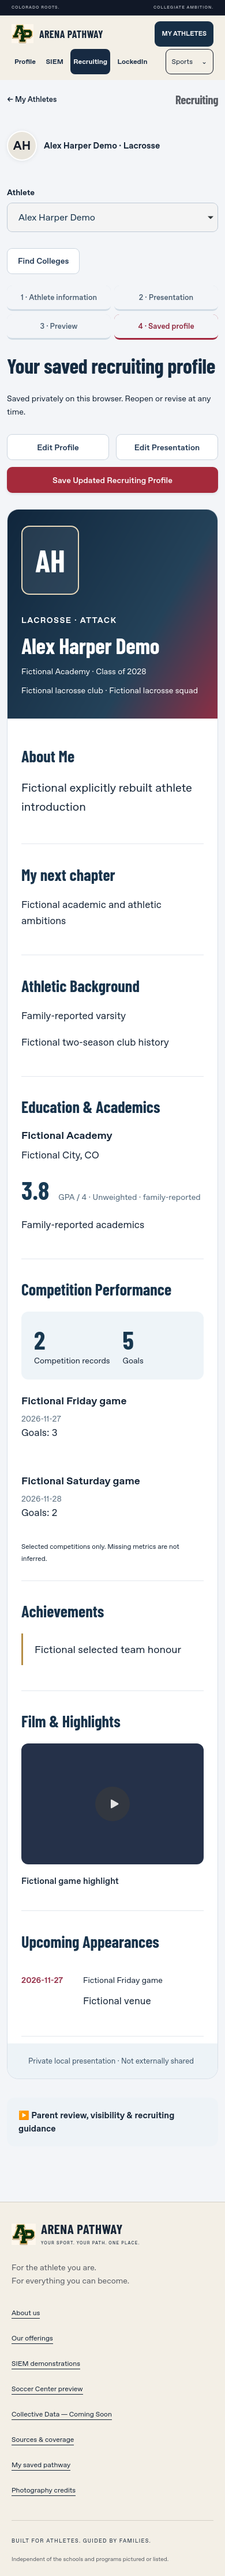 COLORADO ROOTS. COLLEGIATE AMBITION.
AP ARENA PATHWAY MY ATHLETES
Profile SIEM Recruiting LockedIn Sports
← My Athletes Recruiting
AH Alex Harper Demo · Lacrosse
Athlete
Alex Harper Demo
Find Colleges
1 · Athlete information 2 · Presentation
3 · Preview 4 · Saved profile
Your saved recruiting profile
Saved privately on this browser. Reopen or revise at any
time.
Edit Profile Edit Presentation
Save Updated Recruiting Profile
AH
LACROSSE · ATTACK
Alex Harper Demo
Fictional Academy · Class of 2028
Fictional lacrosse club · Fictional lacrosse squad
About Me
Fictional explicitly rebuilt athlete
introduction
My next chapter
Fictional academic and athletic
ambitions
Athletic Background
Family-reported varsity
Fictional two-season club history
Education & Academics
Fictional Academy
Fictional City, CO
3.8 GPA / 4 · Unweighted · family-reported
Family-reported academics
Competition Performance
2 5
Competition records Goals
Fictional Friday game
2026-11-27
Goals: 3
Fictional Saturday game
2026-11-28
Goals: 2
Selected competitions only. Missing metrics are not
inferred.
Achievements
Fictional selected team honour
Film & Highlights
Fictional game highlight
Upcoming Appearances
2026-11-27 Fictional Friday game
Fictional venue
Private local presentation · Not externally shared
Parent review, visibility & recruiting
guidance
AP ARENA PATHWAY
YOUR SPORT. YOUR PATH. ONE PLACE.
For the athlete you are.
For everything you can become.
About us
Our offerings
SIEM demonstrations
Soccer Center preview
Collective Data — Coming Soon
Sources & coverage
My saved pathway
Photography credits
BUILT FOR ATHLETES. GUIDED BY FAMILIES.
Independent of the schools and programs pictured or listed.